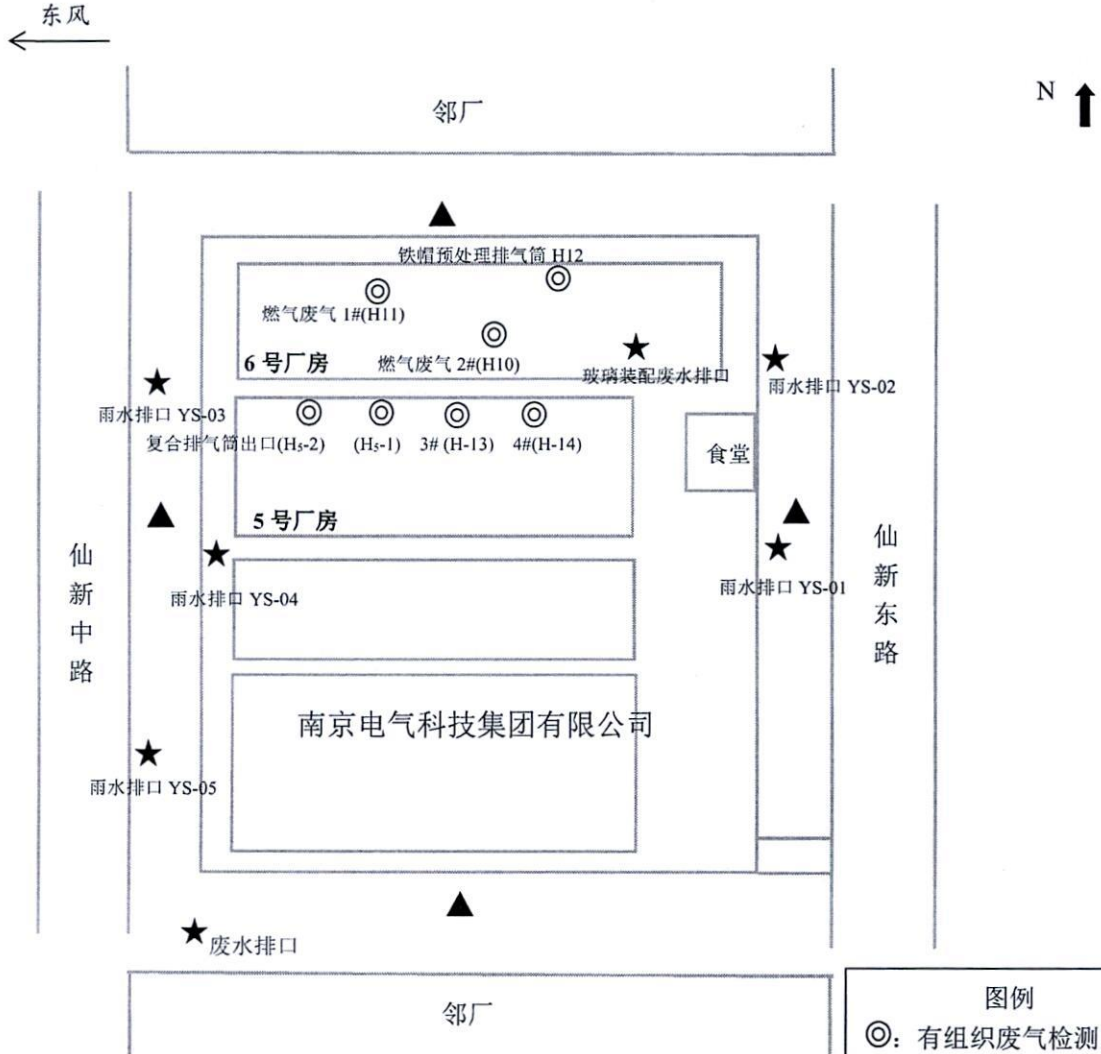 东风
N
邻厂
铁帽预处理排气筒 H12
燃气废气 1#(H11)
6 号厂房
燃气废气 2#(H10)
玻璃装配废水排口
雨水排口 YS-02
雨水排口 YS-03
复合排气筒出口(H₅-2)
(H₅-1)
3# (H-13)
4#(H-14)
食堂
5 号厂房
仙新中路
雨水排口 YS-04
雨水排口 YS-01
仙新东路
南京电气科技集团有限公司
雨水排口 YS-05
废水排口
邻厂
图例
◎: 有组织废气检测